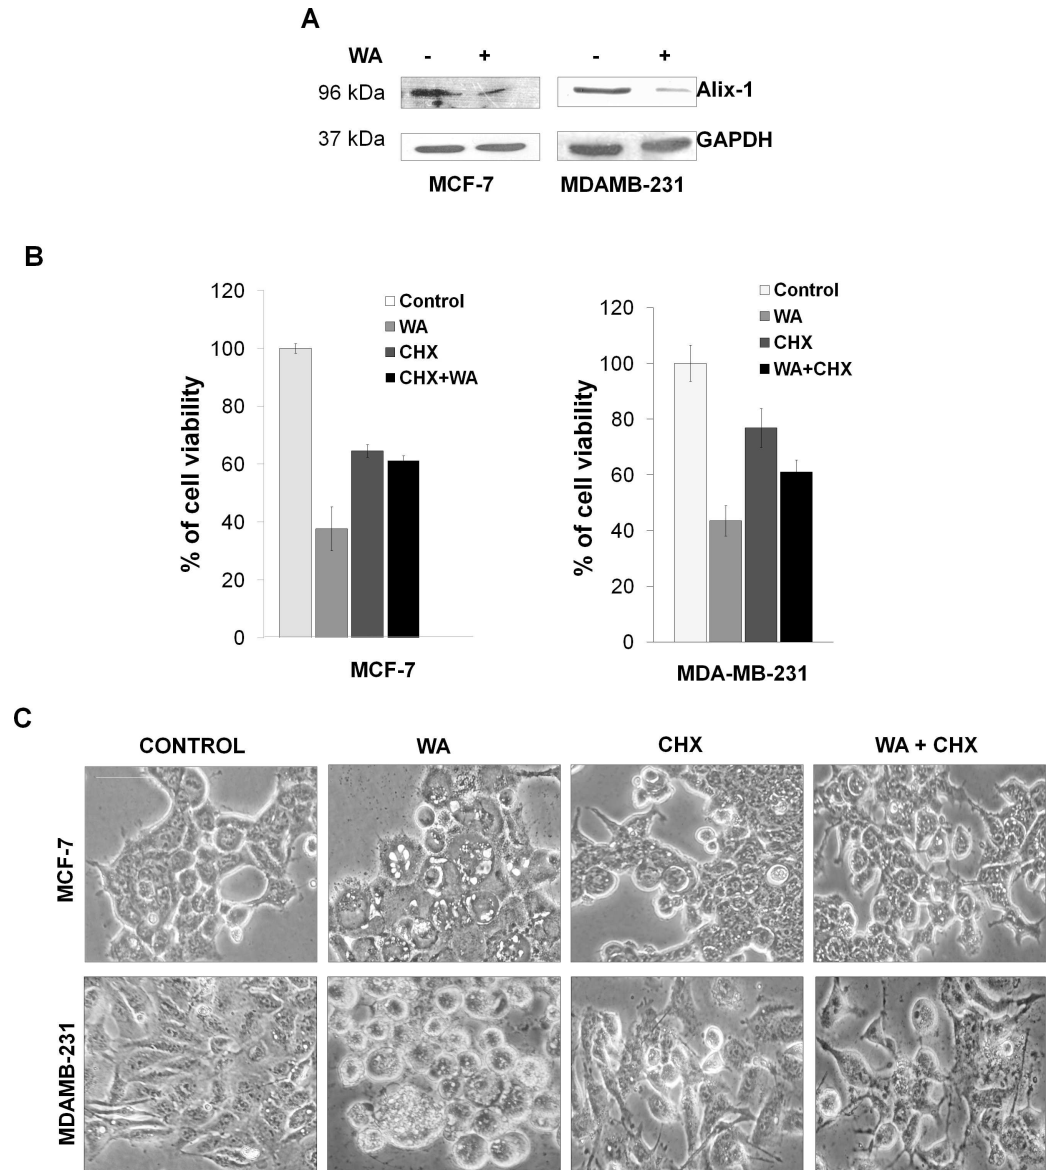 A
WA - + - +
96 kDa Alix-1
37 kDa GAPDH
MCF-7 MDAMB-231
B
% of cell viability
120
100
80
60
40
20
0
Control
WA
CHX
CHX+WA
MCF-7
% of cell viability
120
100
80
60
40
20
0
Control
WA
CHX
WA+CHX
MDA-MB-231
C
CONTROL WA CHX WA + CHX
MCF-7
MDAMB-231